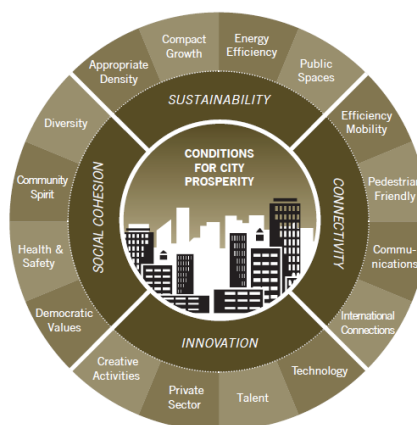 CONDITIONS
FOR CITY
PROSPERITY
SUSTAINABILITY
Appropriate
Density
Compact
Growth
Energy
Efficiency
Public
Spaces
CONNECTIVITY
Efficiency
Mobility
Pedestrian
Friendly
Commu-
nications
International
Connections
INNOVATION
Technology
Talent
Private
Sector
Creative
Activities
SOCIAL COHESION
Democratic
Values
Health &
Safety
Community
Spirit
Diversity